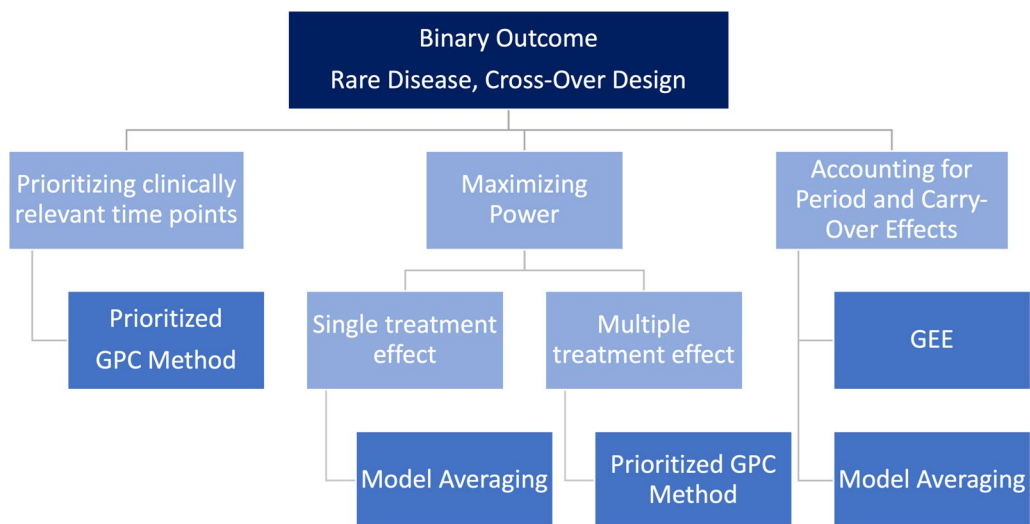 Binary Outcome
Rare Disease, Cross-Over Design
Prioritizing clinically
relevant time points
Maximizing
Power
Accounting for
Period and Carry-
Over Effects
Prioritized
GPC Method
Single treatment
effect
Multiple
treatment effect
GEE
Model Averaging
Prioritized GPC
Method
Model Averaging